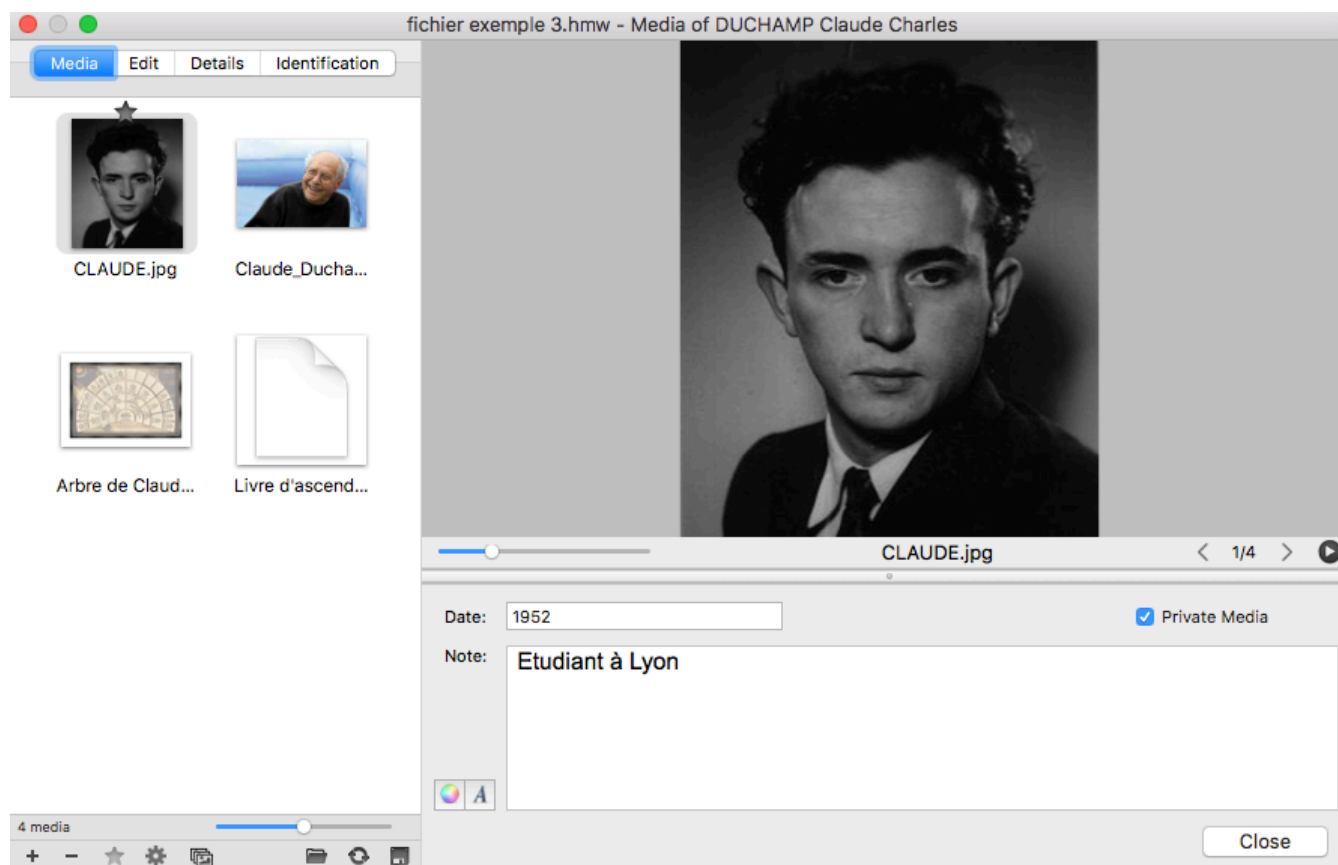 fichier exemple 3.hmw - Media of DUCHAMP Claude Charles
Media Edit Details Identification
CLAUDE.jpg Claude_Ducha...
Arbre de Claud... Livre d'ascend...
CLAUDE.jpg 1/4
Date: 1952 Private Media
Note: Etudiant à Lyon
A
4 media
Close